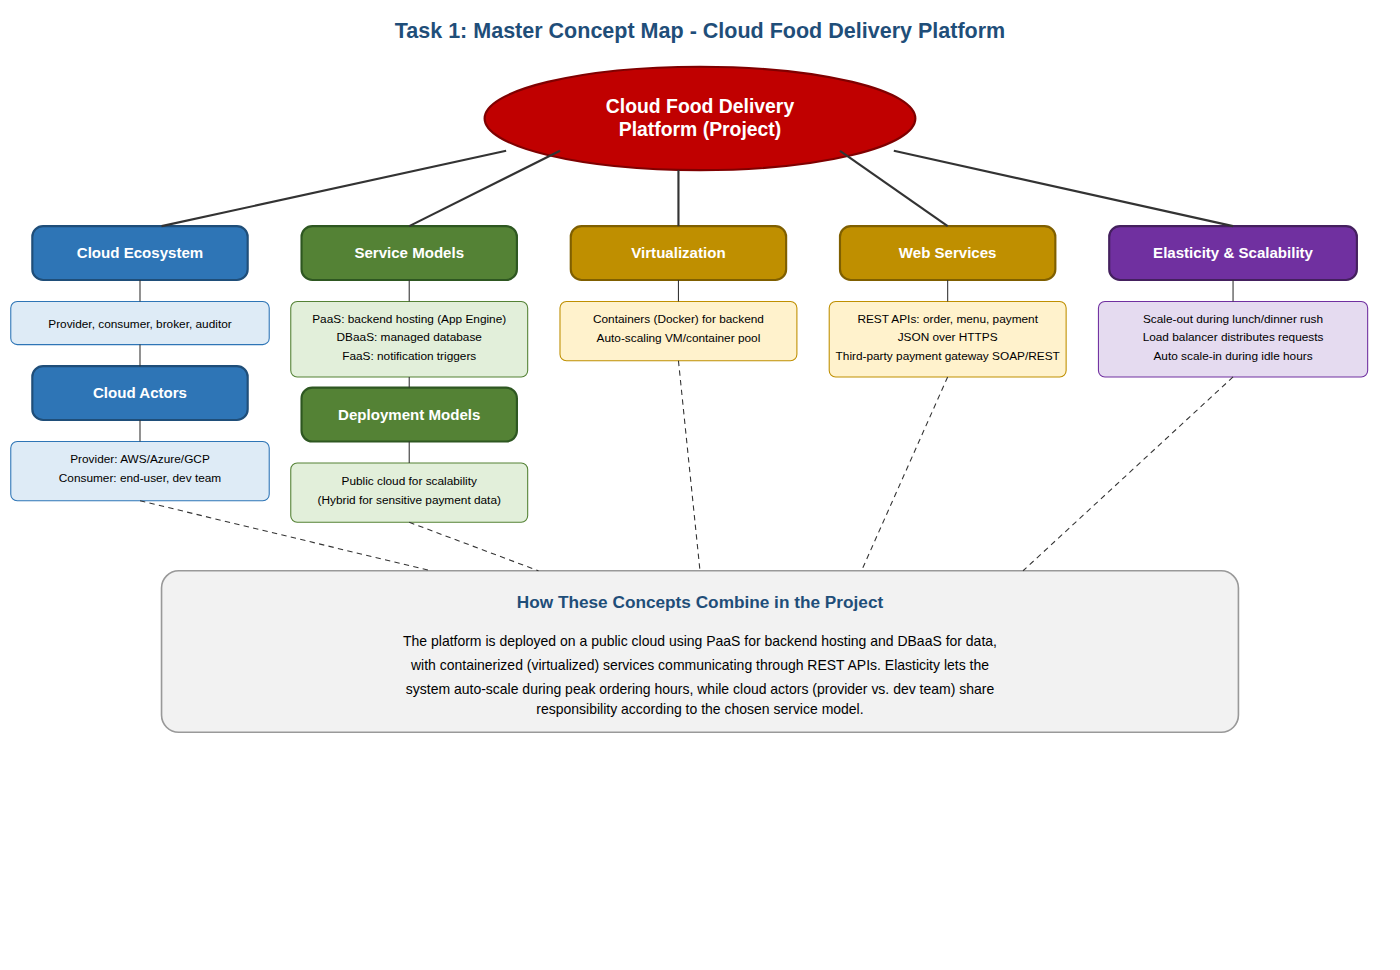 Task 1: Master Concept Map - Cloud Food Delivery Platform
Cloud Food Delivery
Platform (Project)
Cloud Ecosystem
Provider, consumer, broker, auditor
Cloud Actors
Provider: AWS/Azure/GCP
Consumer: end-user, dev team
Service Models
PaaS: backend hosting (App Engine)
DBaaS: managed database
FaaS: notification triggers
Deployment Models
Public cloud for scalability
(Hybrid for sensitive payment data)
Virtualization
Containers (Docker) for backend
Auto-scaling VM/container pool
Web Services
REST APIs: order, menu, payment
JSON over HTTPS
Third-party payment gateway SOAP/REST
Elasticity & Scalability
Scale-out during lunch/dinner rush
Load balancer distributes requests
Auto scale-in during idle hours
How These Concepts Combine in the Project
The platform is deployed on a public cloud using PaaS for backend hosting and DBaaS for data,
with containerized (virtualized) services communicating through REST APIs. Elasticity lets the
system auto-scale during peak ordering hours, while cloud actors (provider vs. dev team) share
responsibility according to the chosen service model.